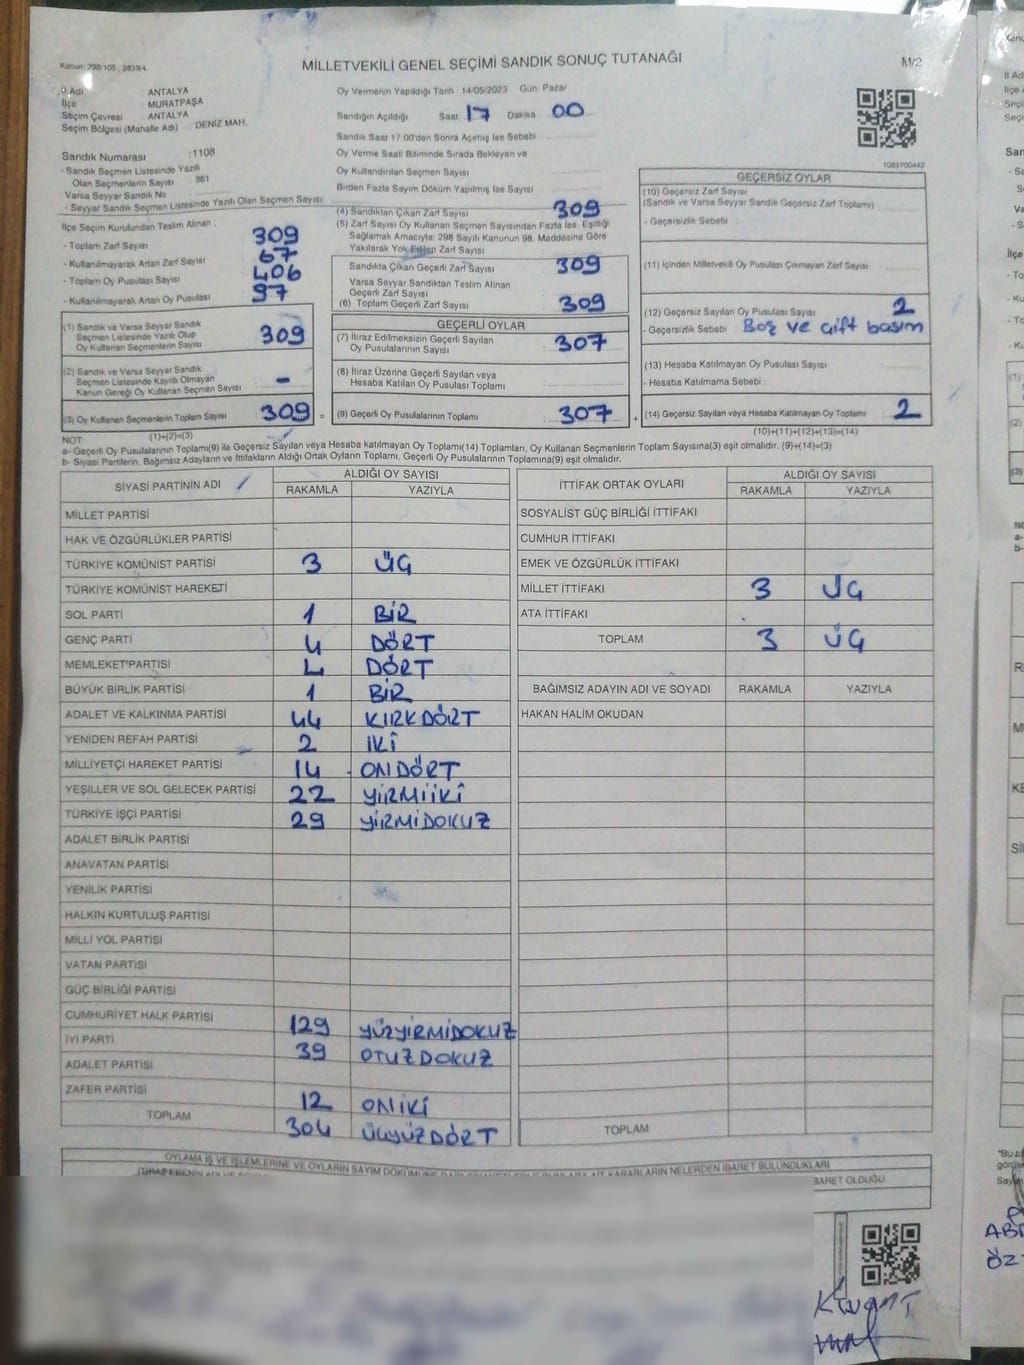 Kanun: 298/105, 2839/4.
MİLLETVEKİLİ GENEL SEÇİMİ SANDIK SONUÇ TUTANAĞI
M/2
İl Adı ANTALYA
İlçe MURATPAŞA
Seçim Çevresi ANTALYA
Seçim Bölgesi (Mahalle Adı) DENİZ MAH.
Sandık Numarası :1108
- Sandık Seçmen Listesinde Yazılı
Olan Seçmenlerin Sayısı 361
Varsa Seyyar Sandık No
- Seyyar Sandık Seçmen Listesinde Yazılı Olan Seçmen Sayısı
İlçe Seçim Kurulundan Teslim Alınan :
- Toplam Zarf Sayısı 309
- Kullanılmayarak Artan Zarf Sayısı 67
- Toplam Oy Pusulası 406
- Kullanılmayarak Artan Oy Pusulası 97
(1) Sandık ve Varsa Seyyar Sandık
Seçmen Listesinde Yazılı Olup
Oy Kullanan Seçmenlerin Sayısı 309
(2) Sandık ve Varsa Seyyar Sandık
Seçmen Listesinde Kayıtlı Olmayan
Kanun Gereği Oy Kullanan Seçmen Sayısı -
(3) Oy Kullanan Seçmenlerin Toplam Sayısı : 309 =
(1)+(2)=(3)
Oy Vermenin Yapıldığı Tarih 14/05/2023 Gün Pazar
Sandığın Açıldığı Saat 17 Dakika 00
Sandık Saat 17:00'den Sonra Açılmış İse Sebebi
Oy Verme Saati Bitiminde Sırada Bekleyen ve
Oy Kullandırılan Seçmen Sayısı
Birden Fazla Sayım Döküm Yapılmış İse Sayısı
(4) Sandıktan Çıkan Zarf Sayısı 309
(5) Zarf Sayısı Oy Kullanan Seçmen Sayısından Fazla İse, Eşitliği
Sağlamak Amacıyla; 298 Sayılı Kanunun 98. Maddesine Göre
Yakılarak Yok Edilen Zarf Sayısı
Sandıkta Çıkan Geçerli Zarf Sayısı 309
Varsa Seyyar Sandıktan Teslim Alınan
Geçerli Zarf Sayısı
(6) Toplam Geçerli Zarf Sayısı 309
GEÇERLİ OYLAR
(7) İtiraz Edilmeksizin Geçerli Sayılan
Oy Pusulalarının Sayısı : 307
(8) İtiraz Üzerine Geçerli Sayılan veya
Hesaba Katılan Oy Pusulası Toplamı
(9) Geçerli Oy Pusulalarının Toplamı : 307 +
1083700442
GEÇERSİZ OYLAR
(10) Geçersiz Zarf Sayısı
(Sandık ve Varsa Seyyar Sandık Geçersiz Zarf Toplamı)
- Geçersizlik Sebebi
(11) İçinden Milletvekili Oy Pusulası Çıkmayan Zarf Sayısı
(12) Geçersiz Sayılan Oy Pusulası Sayısı 2
- Geçersizlik Sebebi Boş ve Çift basım
(13) Hesaba Katılmayan Oy Pusulası Sayısı
- Hesaba Katılmama Sebebi :
(14) Geçersiz Sayılan veya Hesaba Katılmayan Oy Toplamı : 2
(10)+(11)+(12)+(13)=(14)
NOT
a- Geçerli Oy Pusulalarının Toplamı(9) ile Geçersiz Sayılan veya Hesaba Katılmayan Oy Toplamı(14) Toplamları, Oy Kullanan Seçmenlerin Toplam Sayısına(3) eşit olmalıdır. (9)+(14)=(3)
b- Siyasi Partilerin, Bağımsız Adayların ve İttifakların Aldığı Ortak Oyların Toplamı, Geçerli Oy Pusulalarının Toplamına(9) eşit olmalıdır.
SİYASİ PARTİNİN ADI ALDIĞI OY SAYISI
RAKAMLA YAZIYLA
MİLLET PARTİSİ
HAK VE ÖZGÜRLÜKLER PARTİSİ
TÜRKİYE KOMÜNİST PARTİSİ 3 ÜÇ
TÜRKİYE KOMÜNİST HAREKETİ
SOL PARTİ 1 BİR
GENÇ PARTİ 4 DÖRT
MEMLEKET PARTİSİ 4 DÖRT
BÜYÜK BİRLİK PARTİSİ 1 BİR
ADALET VE KALKINMA PARTİSİ 44 KIRKDÖRT
YENİDEN REFAH PARTİSİ 2 İKİ
MİLLİYETÇİ HAREKET PARTİSİ 14 ONDÖRT
YEŞİLLER VE SOL GELECEK PARTİSİ 22 YİRMİİKİ
TÜRKİYE İŞÇİ PARTİSİ 29 YİRMİDOKUZ
ADALET BİRLİK PARTİSİ
ANAVATAN PARTİSİ
YENİLİK PARTİSİ
HALKIN KURTULUŞ PARTİSİ
MİLLİ YOL PARTİSİ
VATAN PARTİSİ
GÜÇ BİRLİĞİ PARTİSİ
CUMHURİYET HALK PARTİSİ 129 YÜZYİRMİDOKUZ
İYİ PARTİ 39 OTUZDOKUZ
ADALET PARTİSİ
ZAFER PARTİSİ 12 ONİKİ
TOPLAM 304 ÜÇYÜZDÖRT
İTTİFAK ORTAK OYLARI ALDIĞI OY SAYISI
RAKAMLA YAZIYLA
SOSYALİST GÜÇ BİRLİĞİ İTTİFAKI
CUMHUR İTTİFAKI
EMEK VE ÖZGÜRLÜK İTTİFAKI
MİLLET İTTİFAKI 3 ÜÇ
ATA İTTİFAKI
TOPLAM 3 ÜÇ
BAĞIMSIZ ADAYIN ADI VE SOYADI RAKAMLA YAZIYLA
HAKAN HALİM OKUDAN
TOPLAM
OYLAMA İŞ VE İŞLEMLERİNE VE OYLARIN SAYIM DÖKÜMÜNE
KARARLARIN NELERDEN İBARET BULUNDUKLARI
BARET OLDUĞU